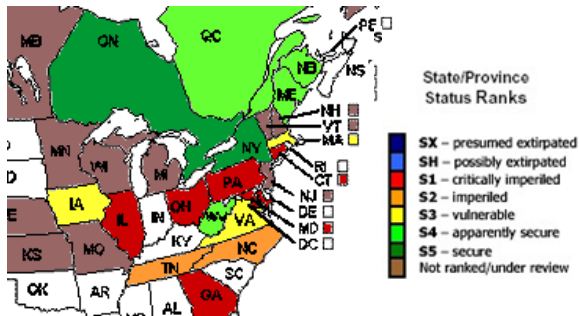 PE
S
MB
ON
QC
NB
NS
ME
NH
VT
MN
WI
MI
NY
MA
RI
CT
IA
PA
NJ
DE
MD
DC
IL
IN
OH
WV
VA
KS
MO
KY
TN
NC
OK
AR
SC
AL
GA
State/Province
Status Ranks
SX – presumed extirpated
SH – possibly extirpated
S1 – critically imperiled
S2 – imperiled
S3 – vulnerable
S4 – apparently secure
S5 – secure
Not ranked/under review